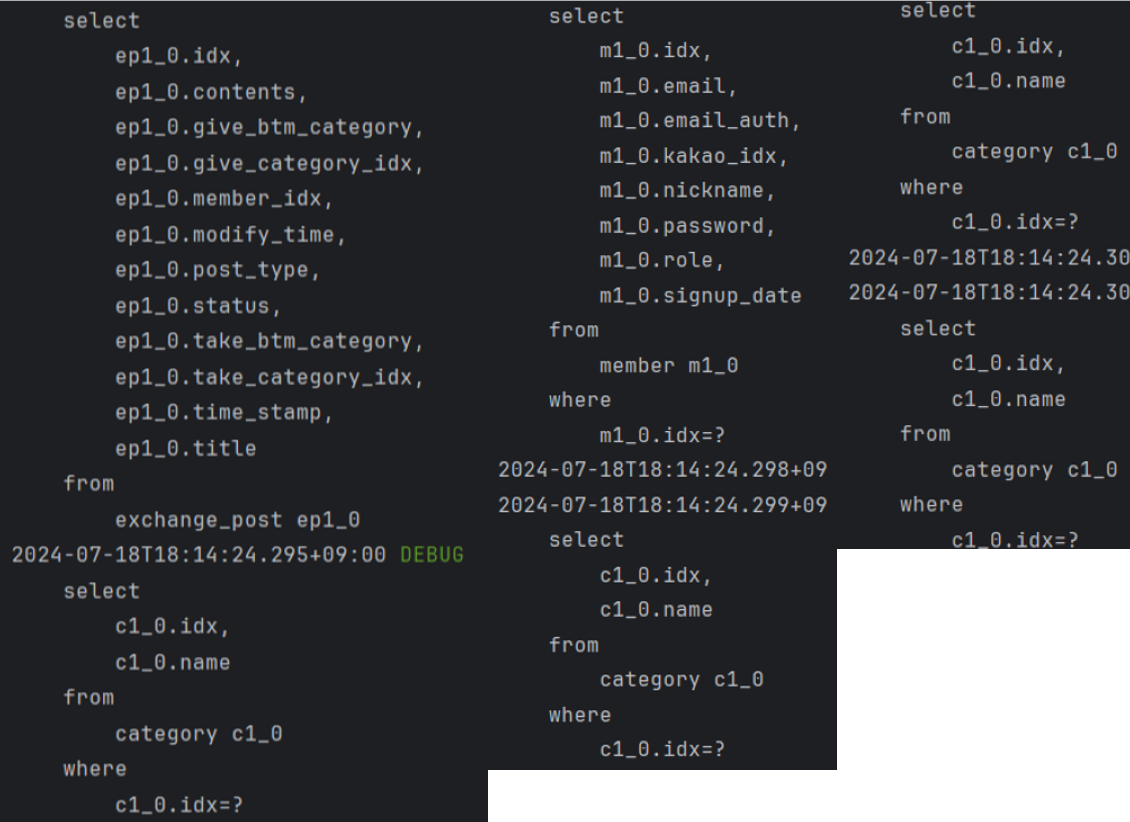 select
ep1_0.idx,
ep1_0.contents,
ep1_0.give_btm_category,
ep1_0.give_category_idx,
ep1_0.member_idx,
ep1_0.modify_time,
ep1_0.post_type,
ep1_0.status,
ep1_0.take_btm_category,
ep1_0.take_category_idx,
ep1_0.time_stamp,
ep1_0.title
from
exchange_post ep1_0
2024-07-18T18:14:24.295+09:00 DEBUG
select
c1_0.idx,
c1_0.name
from
category c1_0
where
c1_0.idx=?
select
m1_0.idx,
m1_0.email,
m1_0.email_auth,
m1_0.kakao_idx,
m1_0.nickname,
m1_0.password,
m1_0.role,
m1_0.signup_date
from
member m1_0
where
m1_0.idx=?
2024-07-18T18:14:24.298+09
2024-07-18T18:14:24.299+09
select
c1_0.idx,
c1_0.name
from
category c1_0
where
c1_0.idx=?
select
c1_0.idx,
c1_0.name
from
category c1_0
where
c1_0.idx=?
2024-07-18T18:14:24.30
2024-07-18T18:14:24.30
select
c1_0.idx,
c1_0.name
from
category c1_0
where
c1_0.idx=?